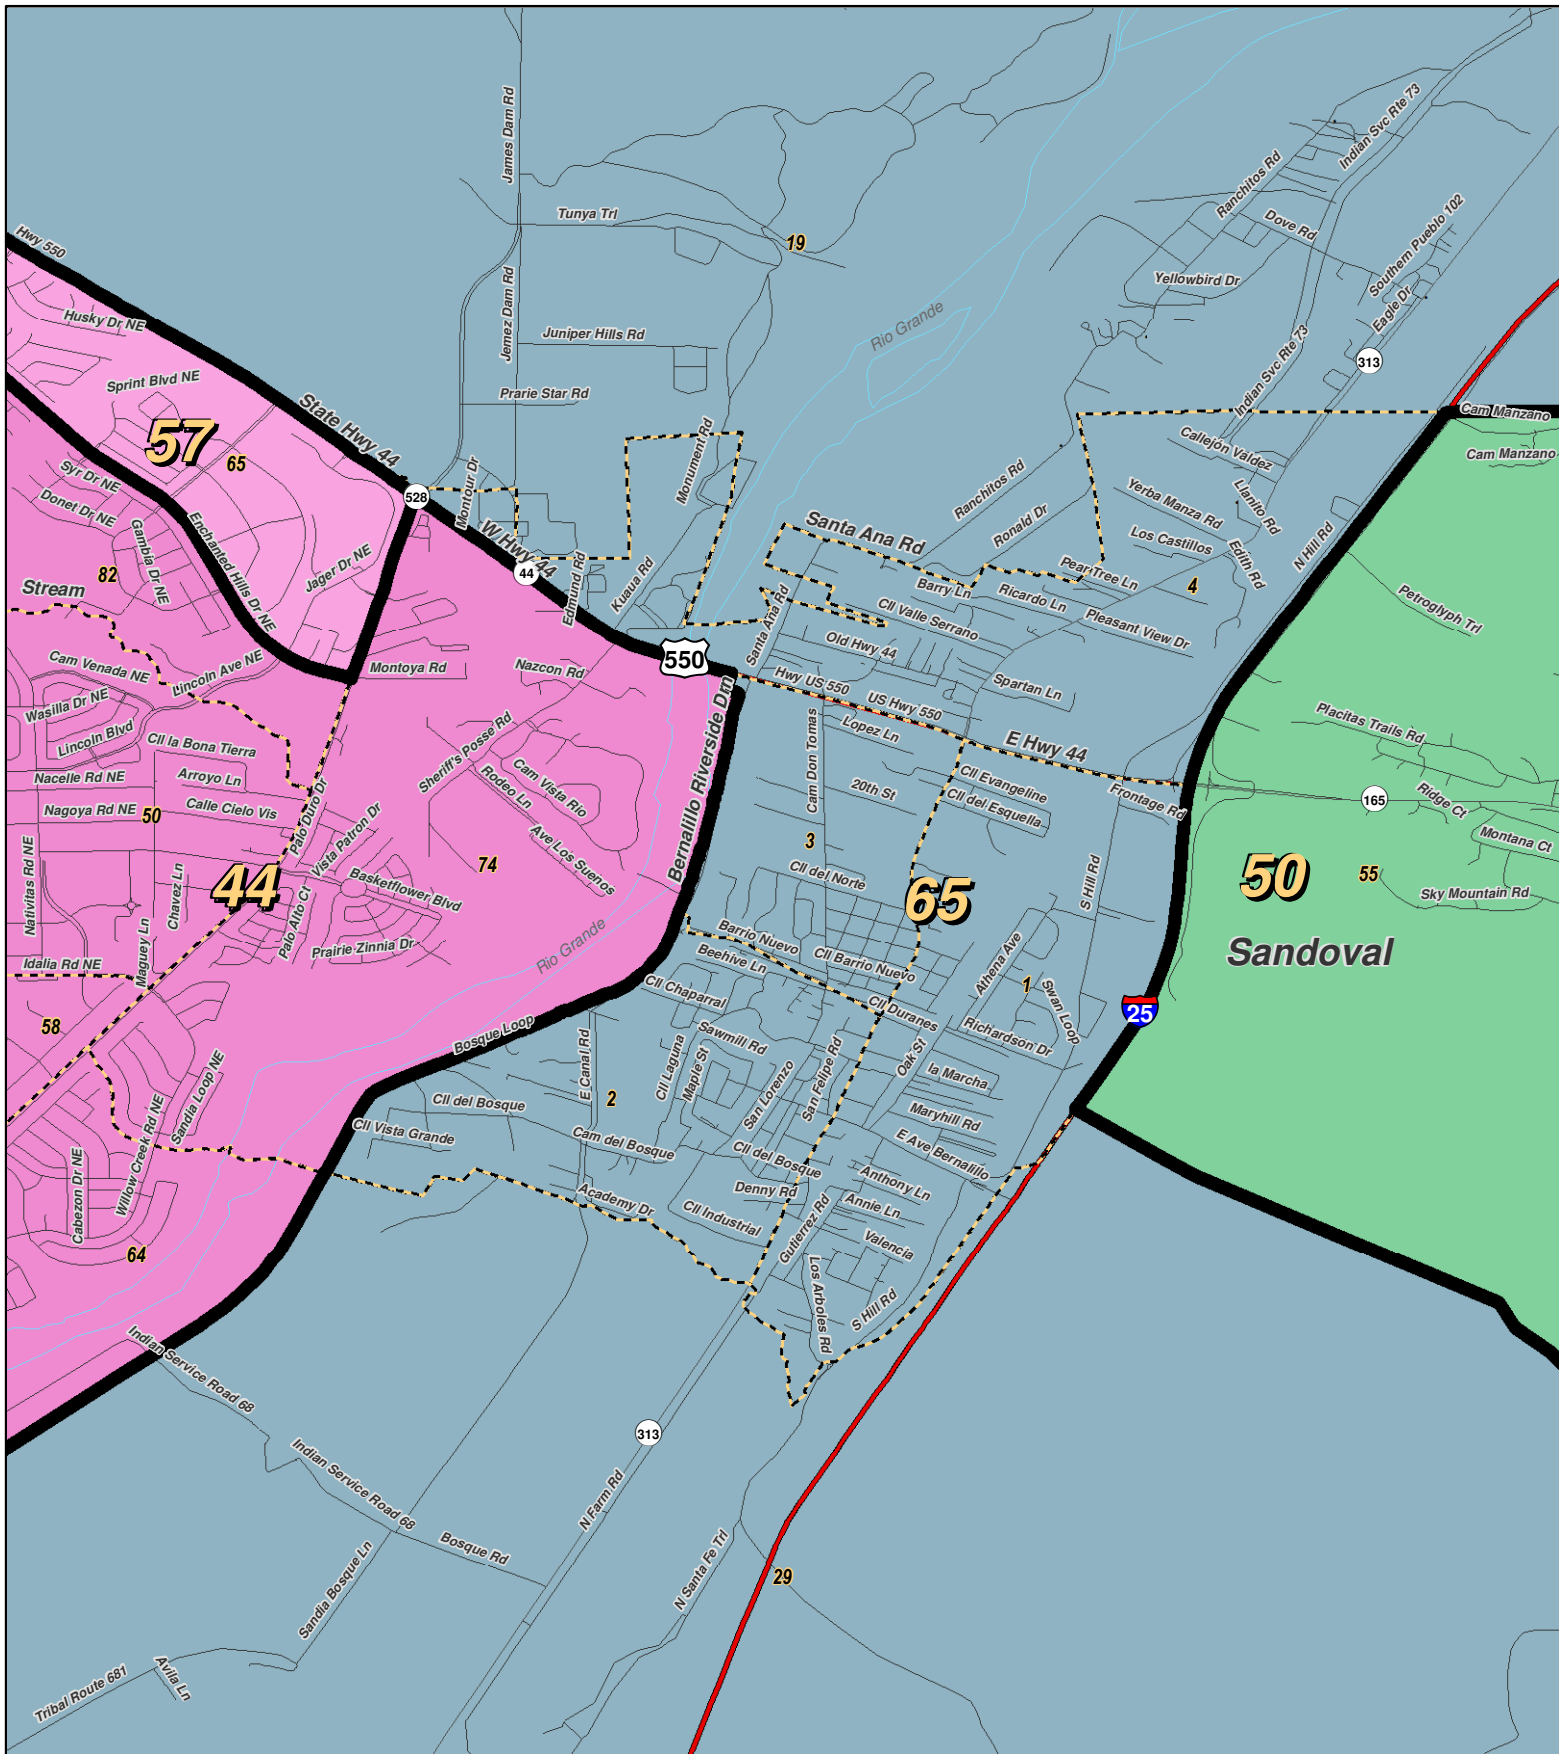 James Dam Rd
Indian Svc Rte 73
Ranchitos Rd
Tunya Trl
19
Dove Rd
Southern Pueblo 102
Hwy 550
Yellowbird Dr
Eagle Dr
Jemez Dam Rd
Husky Dr NE
Juniper Hills Rd
Rio Grande
Indian Svc Rte 73
313
Sprint Blvd NE
Prarie Star Rd
State Hwy 44
Cam Manzano
57
65
Monument Rd
Callejón Valdez
Cam Manzano
Syr Dr NE
Montour Dr
Ranchitos Rd
Yerba Manza Rd
Llanito Rd
Donet Dr NE
528
Enchanted Hills Dr NE
Gambia Dr NE
W Hwy 44
Santa Ana Rd
Ronald Dr
Los Castillos
N Hill Rd
Edith Rd
82
Jager Dr NE
44
Edmund Rd
Kuaua Rd
Pear Tree Ln
4
Stream
Barry Ln
Ricardo Ln
Petroglyph Trl
Cll Valle Serrano
Pleasant View Dr
Santa Ana Rd
Old Hwy 44
Cam Venada NE
Lincoln Ave NE
Montoya Rd
Nazcon Rd
550
Hwy US 550
Spartan Ln
Wasilla Dr NE
US Hwy 550
Lincoln Blvd
Cll la Bona Tierra
Sheriff's Posse Rd
Bernalillo Riverside Drn
Lopez Ln
E Hwy 44
Placitas Trails Rd
Nacelle Rd NE
Arroyo Ln
Cam Vista Rio
Rodeo Ln
Cam Don Tomas
20th St
Cll Evangeline
Cll del Esquella
Frontage Rd
165
Ridge Ct
Nagoya Rd NE
50
Calle Cielo Vis
Palo Duro Dr
Vista Patron Dr
Ave Los Suenos
3
Montana Ct
Nativitas Rd NE
74
Cll del Norte
S Hill Rd
50
55
44
Chavez Ln
Basketflower Blvd
65
Sky Mountain Rd
Palo Alto Ct
Prairie Zinnia Dr
Rio Grande
Barrio Nuevo
Beehive Ln
Cll Barrio Nuevo
Athena Ave
Sandoval
Idalia Rd NE
Maguey Ln
Cll Chaparral
1
Swan Loop
Cll Duranes
25
58
Bosque Loop
Sawmill Rd
Richardson Dr
E Canal Rd
Cll Laguna
Maple St
San Lorenzo
San Felipe Rd
Oak St
la Marcha
Sandia Loop NE
Willow Creek Rd NE
2
Cll del Bosque
Maryhill Rd
Cll Vista Grande
Cam del Bosque
Cll del Bosque
E Ave Bernalillo
Cabezon Dr NE
Anthony Ln
Denny Rd
Annie Ln
Academy Dr
Cll Industrial
Gutierrez Rd
Valencia
64
Los Arboles Rd
S Hill Rd
Indian Service Road 68
313
Indian Service Road 68
N Farm Rd
Bosque Rd
Sandia Bosque Ln
N Santa Fe Trl
29
Tribal Route 681
Avila Ln